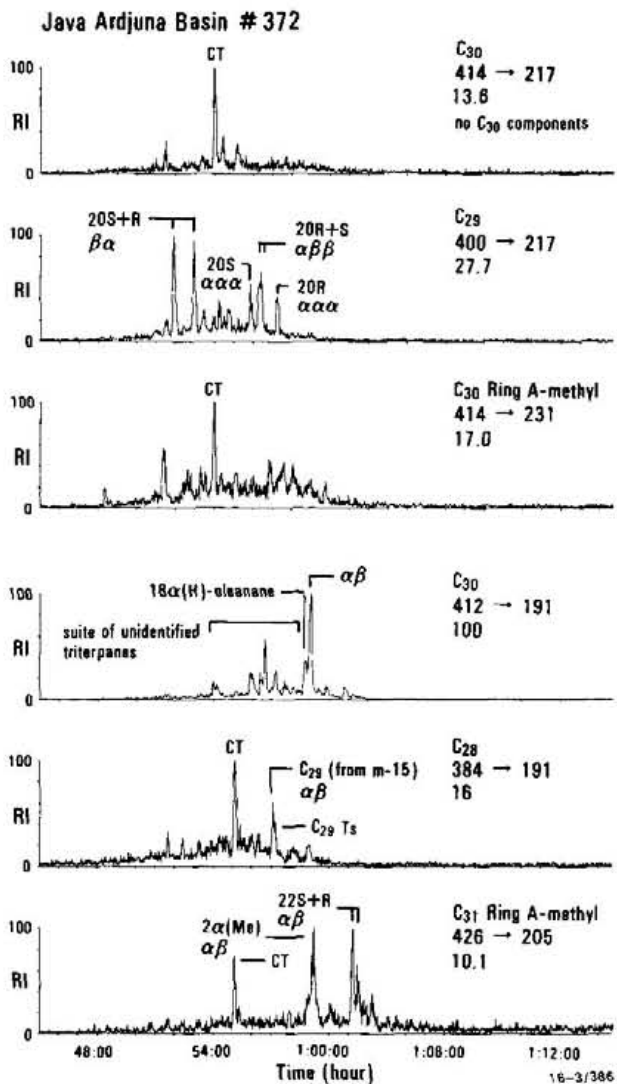 Java Ardjuna Basin # 372
CT
C30
414 → 217
13.6
no C30 components
100
RI
0
20S+R
βα
20R+S
αββ
20S
ααα
20R
ααα
C29
400 → 217
27.7
100
RI
0
CT
C30 Ring A-methyl
414 → 231
17.0
100
RI
0
18α(H)-oleanane
αβ
suite of unidentified
triterpanes
C30
412 → 191
100
100
RI
0
CT
C29 (from m-15)
αβ
C29 Ts
C28
384 → 191
16
100
RI
0
22S+R
αβ
2α(Me)
αβ
CT
C31 Ring A-methyl
426 → 205
10.1
100
RI
0
48:00 54:00 1:00:00 1:08:00 1:12:00
Time (hour)
16-3/386